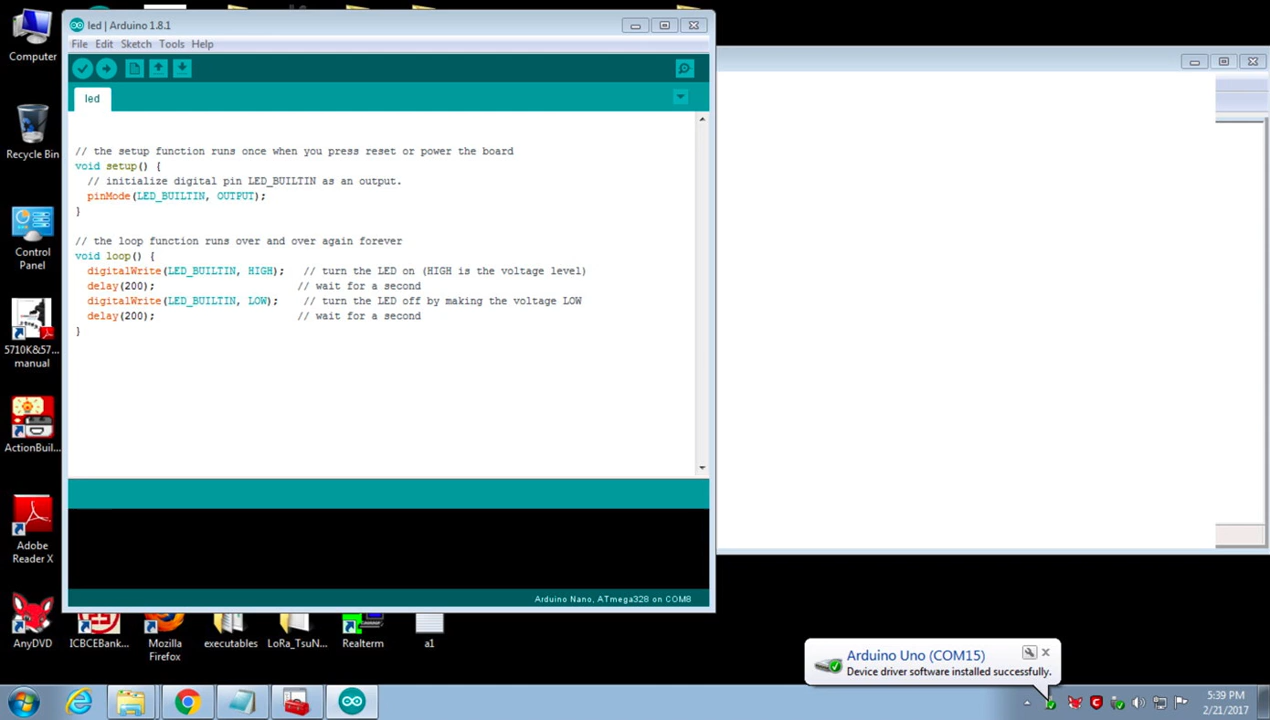 Computer
Recycle Bin
Control
Panel
5710K&57...
manual
ActionBuil...
Adobe
Reader X
AnyDVD
ICBCEBank...
Mozilla
Firefox
executables
LoRa_TsuN...
Realterm
a1
led | Arduino 1.8.1
File Edit Sketch Tools Help
led
// the setup function runs once when you press reset or power the board
void setup() {
// initialize digital pin LED_BUILTIN as an output.
pinMode(LED_BUILTIN, OUTPUT);
}
// the loop function runs over and over again forever
void loop() {
digitalWrite(LED_BUILTIN, HIGH); // turn the LED on (HIGH is the voltage level)
delay(200); // wait for a second
digitalWrite(LED_BUILTIN, LOW); // turn the LED off by making the voltage LOW
delay(200); // wait for a second
}
Arduino Nano, ATmega328 on COM8
Arduino Uno (COM15)
Device driver software installed successfully.
5:39 PM
2/21/2017